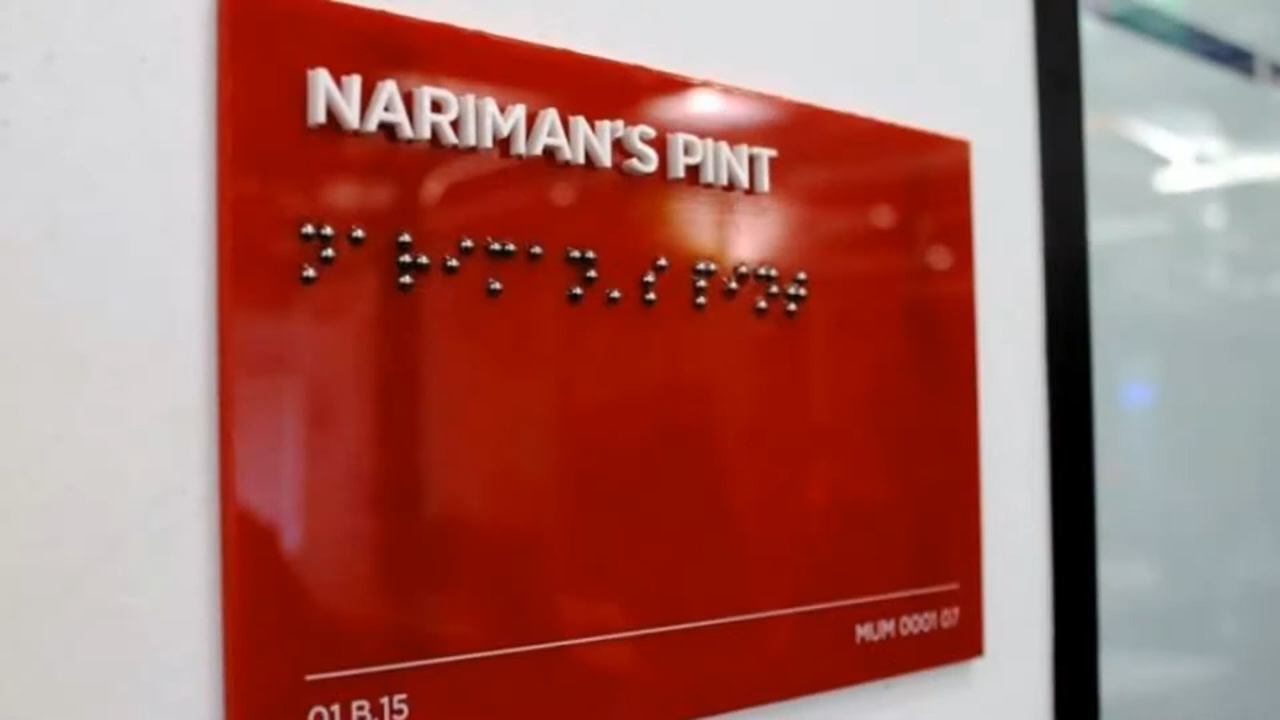 NARIMAN'S PINT
⠝⠁⠗⠊⠍⠁⠝⠄⠎ ⠏⠊⠝⠞
MUM 0001 07
01.B.15